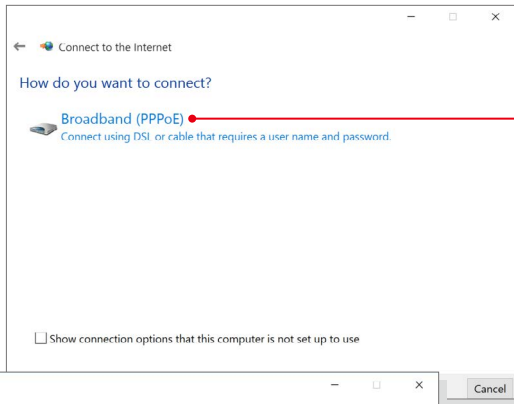 Connect to the Internet
How do you want to connect?
Broadband (PPPoE)
Connect using DSL or cable that requires a user name and password.
Show connection options that this computer is not set up to use
Cancel